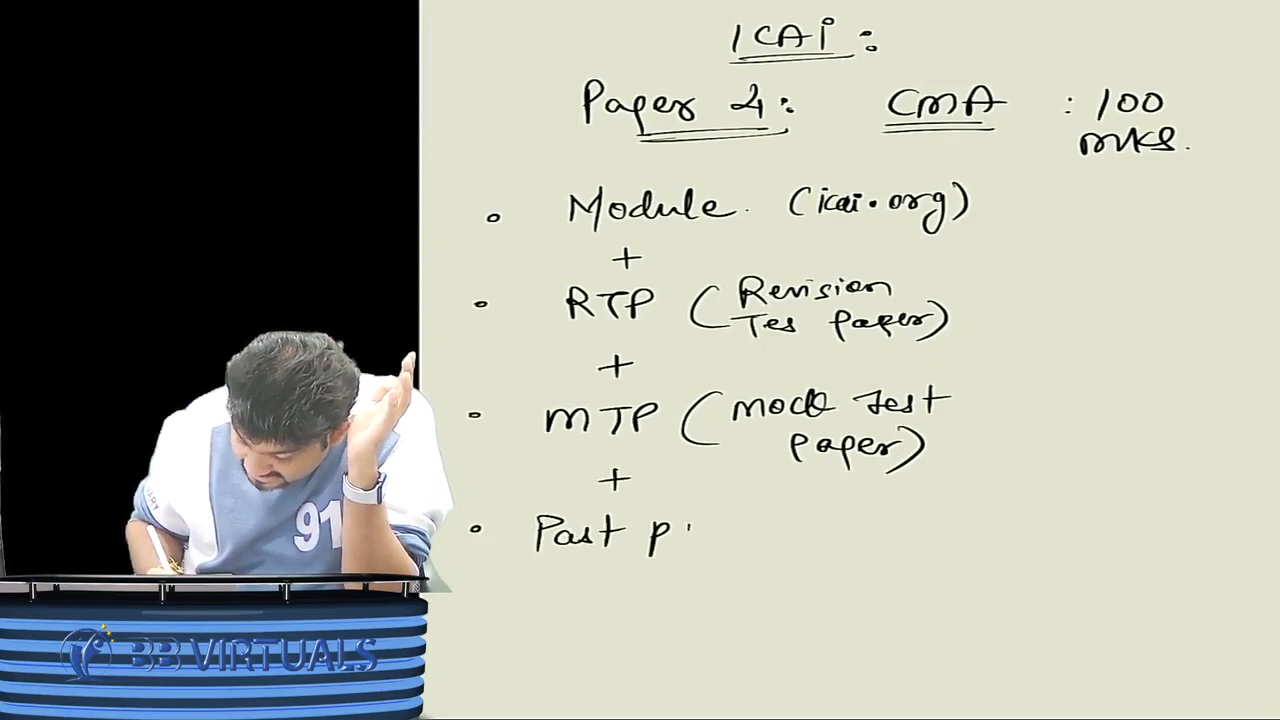 ICAI :
Paper 4 : CMA : 100 mks.
• Module. (icai.org)
+
• RTP (Revision Tes paper)
+
• MTP (Mock Test paper)
+
• Past p
91
BB VIRTUALS